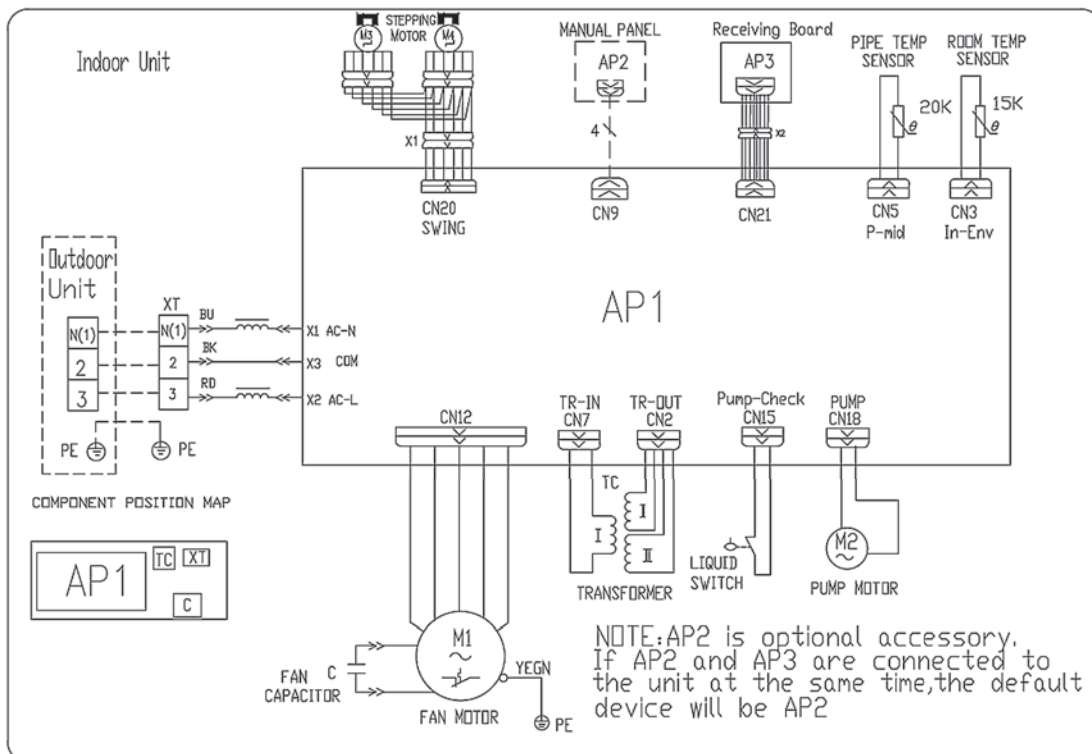 Indoor Unit
STEPPING
MOTOR
M3
M4
X1
CN20
SWING
MANUAL PANEL
AP2
4
CN9
Receiving Board
AP3
X2
CN21
PIPE TEMP
SENSOR
20K
θ
CN5
P-mid
ROOM TEMP
SENSOR
15K
θ
CN3
In-Env
Outdoor
Unit
N(1)
2
3
PE
XT
N(1)
2
3
PE
BU
BK
RD
X1 AC-N
X3 COM
X2 AC-L
AP1
CN12
TR-IN
CN7
TR-OUT
CN2
Pump-Check
CN15
PUMP
CN18
TC
I
I
II
TRANSFORMER
LIQUID
SWITCH
M2
PUMP MOTOR
COMPONENT POSITION MAP
AP1
TC
XT
C
FAN
CAPACITOR
C
M1
FAN MOTOR
YEGN
PE
NOTE:AP2 is optional accessory.
If AP2 and AP3 are connected to
the unit at the same time,the default
device will be AP2